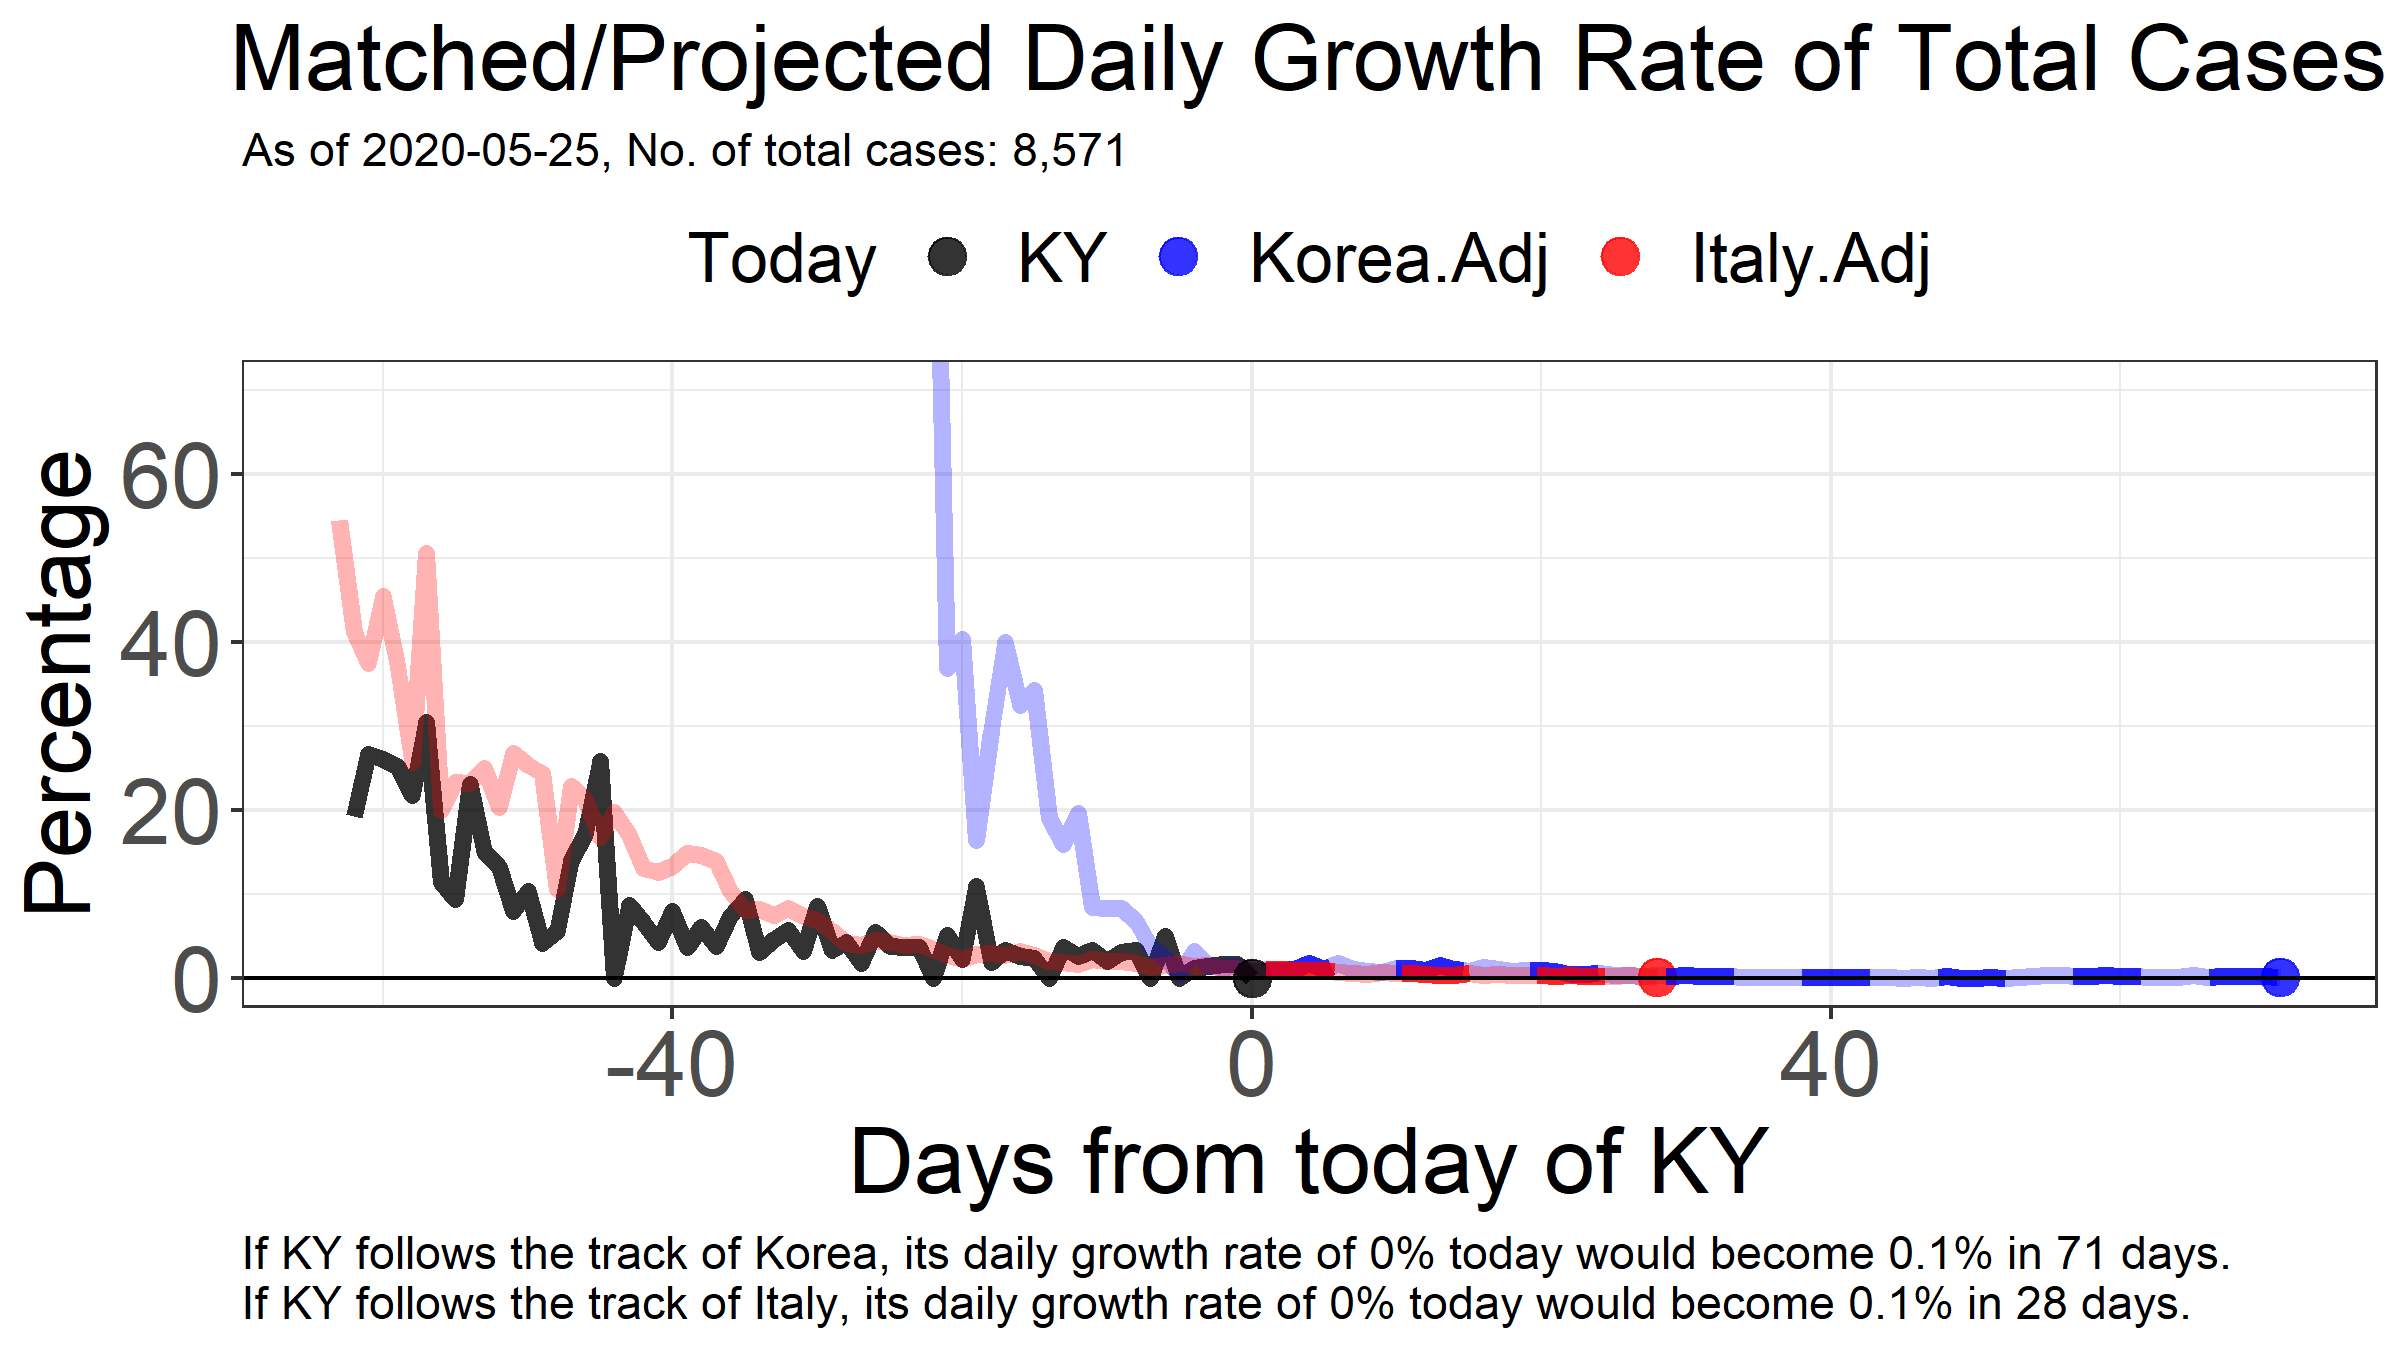 Matched/Projected Daily Growth Rate of Total Cases
As of 2020-05-25, No. of total cases: 8,571
Today KY Korea.Adj Italy.Adj
Percentage
60
40
20
0
-40 0 40
Days from today of KY
If KY follows the track of Korea, its daily growth rate of 0% today would become 0.1% in 71 days.
If KY follows the track of Italy, its daily growth rate of 0% today would become 0.1% in 28 days.